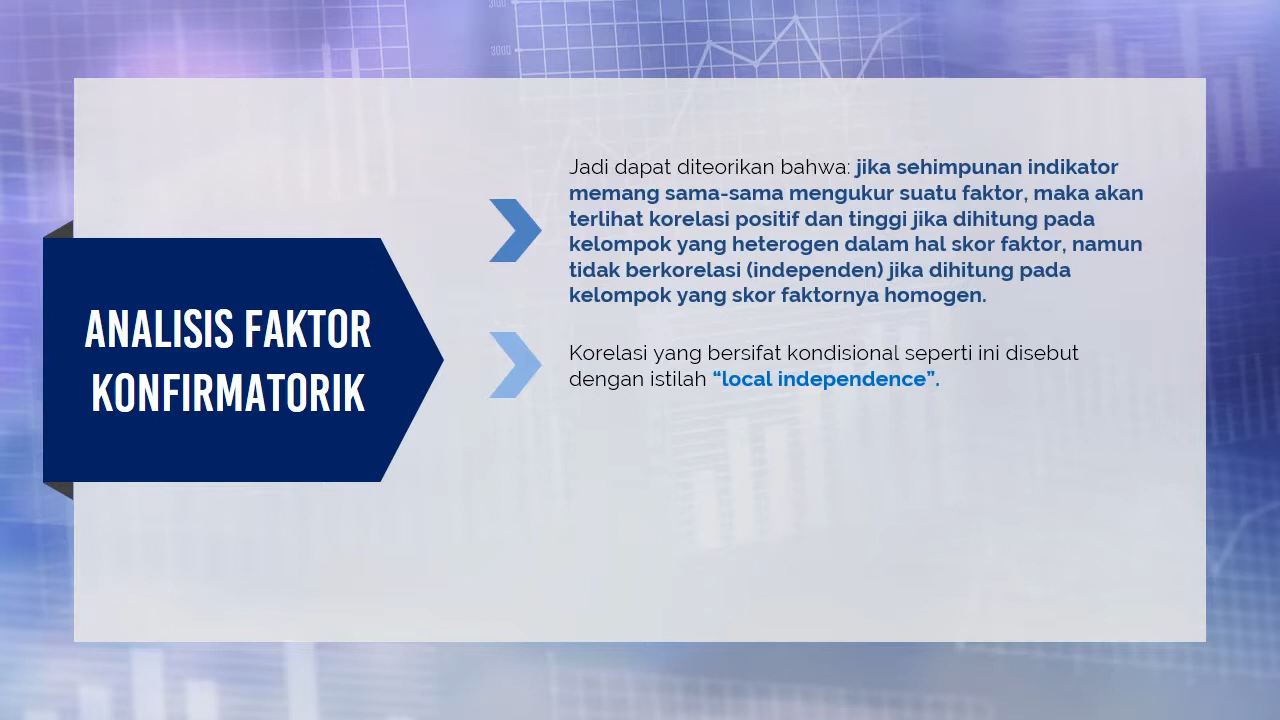 3000
ANALISIS FAKTOR
KONFIRMATORIK
Jadi dapat diteorikan bahwa: jika sehimpunan indikator
memang sama-sama mengukur suatu faktor, maka akan
terlihat korelasi positif dan tinggi jika dihitung pada
kelompok yang heterogen dalam hal skor faktor, namun
tidak berkorelasi (independen) jika dihitung pada
kelompok yang skor faktornya homogen.
Korelasi yang bersifat kondisional seperti ini disebut
dengan istilah “local independence”.